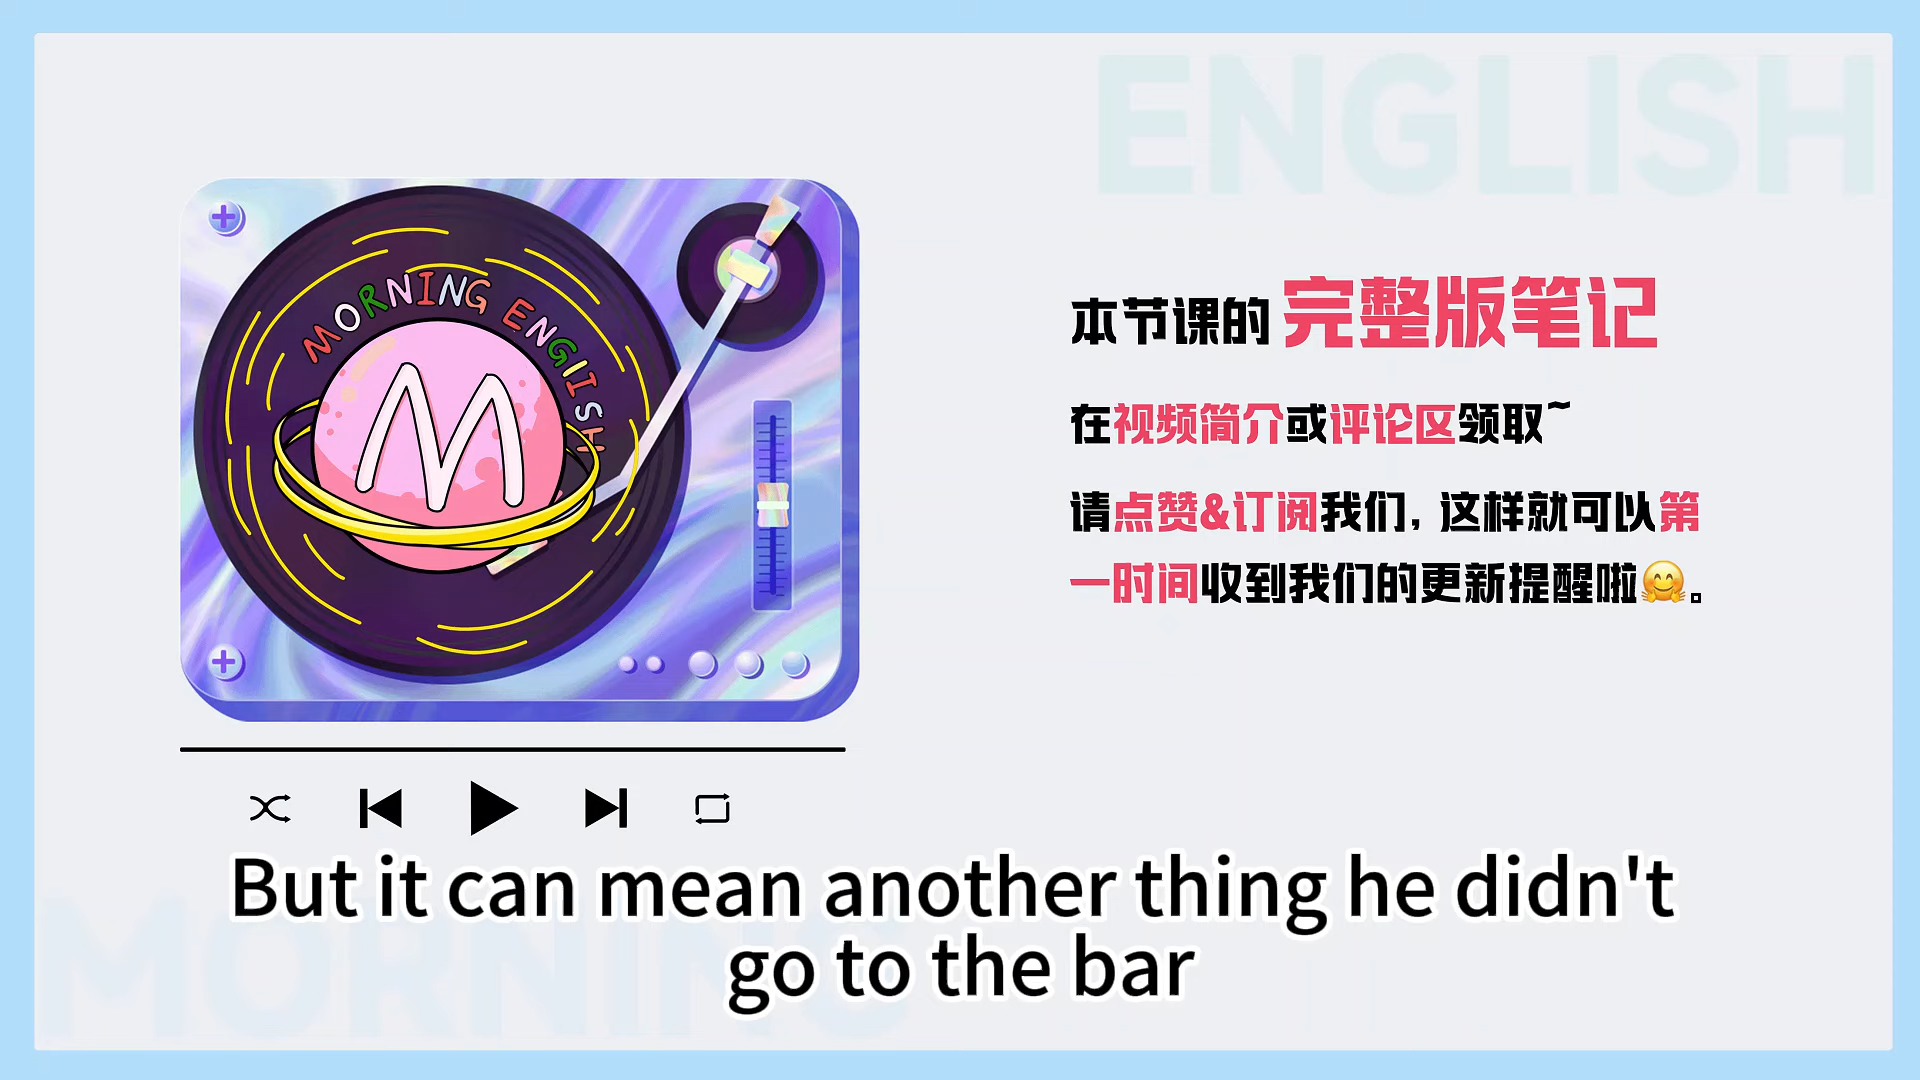 ENGLISH
MORNING ENGlISH
M
本节课的 完整版笔记
在视频简介或评论区领取~
请点赞&订阅我们，这样就可以第
一时间收到我们的更新提醒啦🤗。
MORNING
But it can mean another thing he didn't
go to the bar